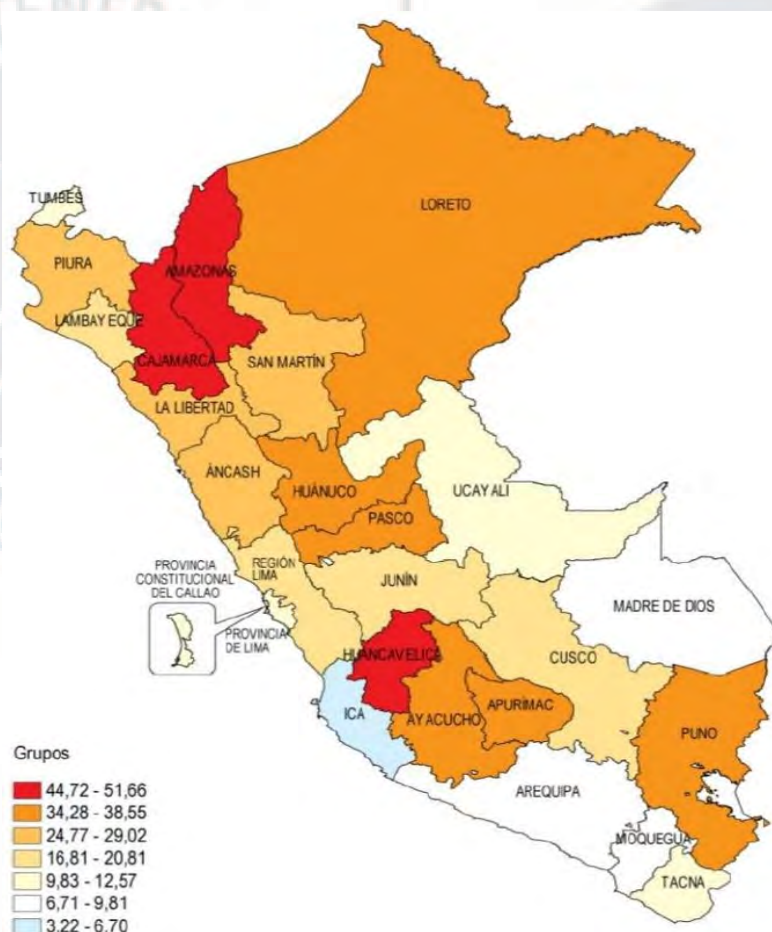 TUMBES
LORETO
PIURA
AMAZONAS
LAMBAYEQUE
CAJAMARCA
SAN MARTÍN
LA LIBERTAD
ÁNCASH
HUÁNUCO
UCAYALI
PASCO
PROVINCIA
CONSTITUCIONAL
DEL CALLAO
REGIÓN
LIMA
JUNÍN
MADRE DE DIOS
PROVINCIA
DE LIMA
HUANCAVELICA
CUSCO
ICA
AYACUCHO
APURÍMAC
PUNO
AREQUIPA
MOQUEGUA
TACNA
Grupos
44,72 - 51,66
34,28 - 38,55
24,77 - 29,02
16,81 - 20,81
9,83 - 12,57
6,71 - 9,81
3,22 - 6,70